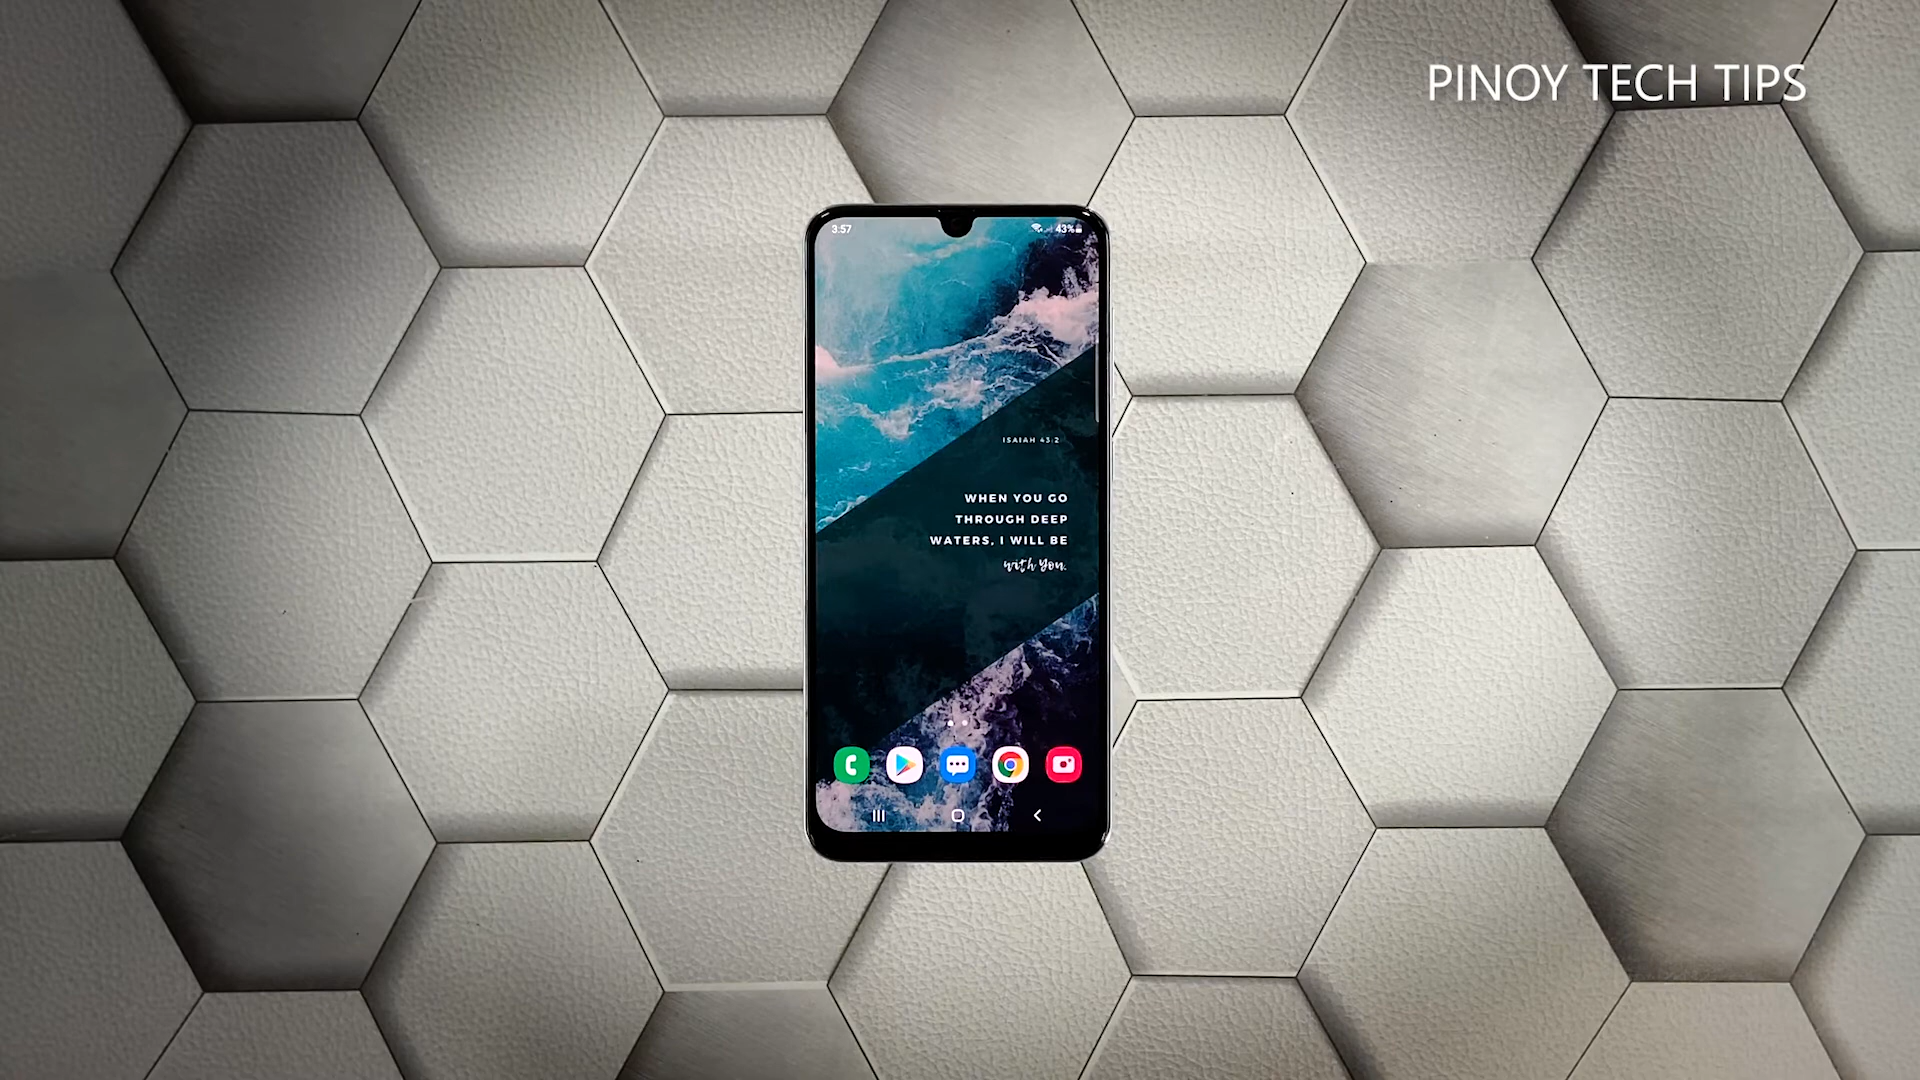 PINOY TECH TIPS
3:57
43%
ISAIAH 43:2
WHEN YOU GO
THROUGH DEEP
WATERS, I WILL BE
with You.